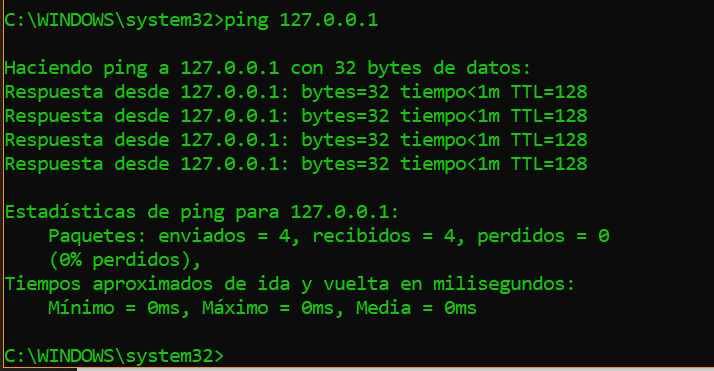 C:\WINDOWS\system32>ping 127.0.0.1
Haciendo ping a 127.0.0.1 con 32 bytes de datos:
Respuesta desde 127.0.0.1: bytes=32 tiempo<1m TTL=128
Respuesta desde 127.0.0.1: bytes=32 tiempo<1m TTL=128
Respuesta desde 127.0.0.1: bytes=32 tiempo<1m TTL=128
Respuesta desde 127.0.0.1: bytes=32 tiempo<1m TTL=128
Estadísticas de ping para 127.0.0.1:
    Paquetes: enviados = 4, recibidos = 4, perdidos = 0
    (0% perdidos),
Tiempos aproximados de ida y vuelta en milisegundos:
    Mínimo = 0ms, Máximo = 0ms, Media = 0ms
C:\WINDOWS\system32>